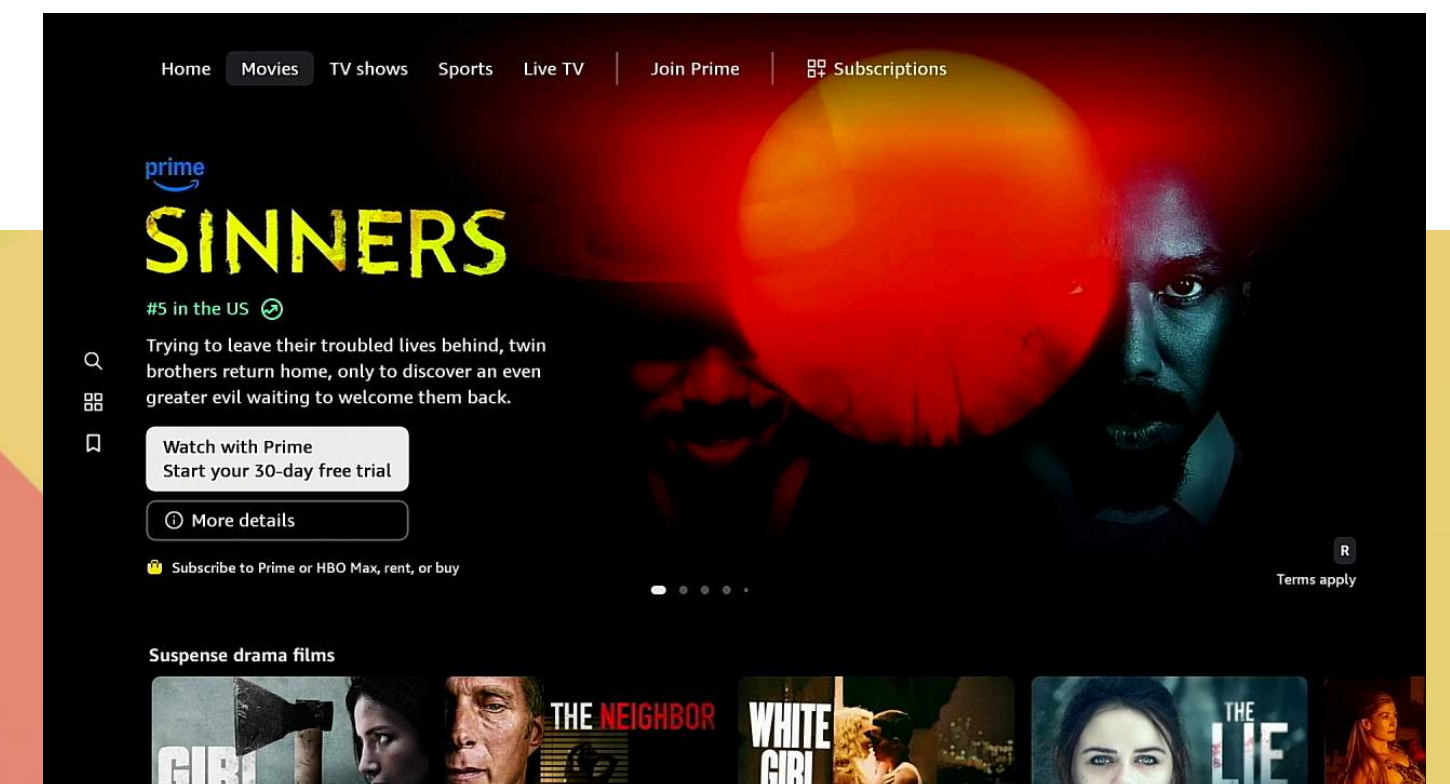 Home Movies TV shows Sports Live TV Join Prime Subscriptions
prime
SINNERS
#5 in the US
Trying to leave their troubled lives behind, twin
brothers return home, only to discover an even
greater evil waiting to welcome them back.
Watch with Prime
Start your 30-day free trial
More details
Subscribe to Prime or HBO Max, rent, or buy
R
Terms apply
Suspense drama films
GIRL
THE NEIGHBOR
WHITE
GIRL
THE
LIE